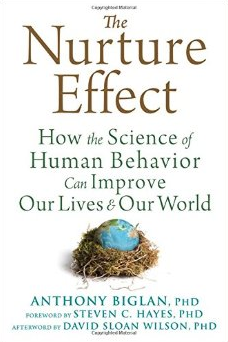 The
Nurture
Effect
How the Science of
Human Behavior
Can Improve
Our Lives & Our World
ANTHONY BIGLAN, PHD
FOREWORD BY STEVEN C. HAYES, PHD
AFTERWORD BY DAVID SLOAN WILSON, PHD